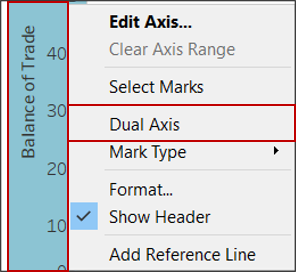 Balance of Trade
40
30
20
10
0
Edit Axis...
Clear Axis Range
Select Marks
Dual Axis
Mark Type
Format...
Show Header
Add Reference Line